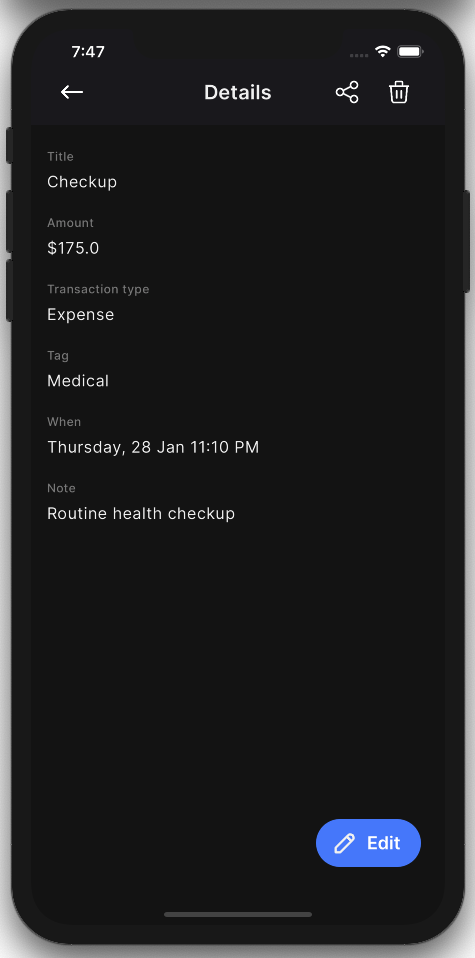 7:47
Details
Title
Checkup
Amount
$175.0
Transaction type
Expense
Tag
Medical
When
Thursday, 28 Jan 11:10 PM
Note
Routine health checkup
Edit